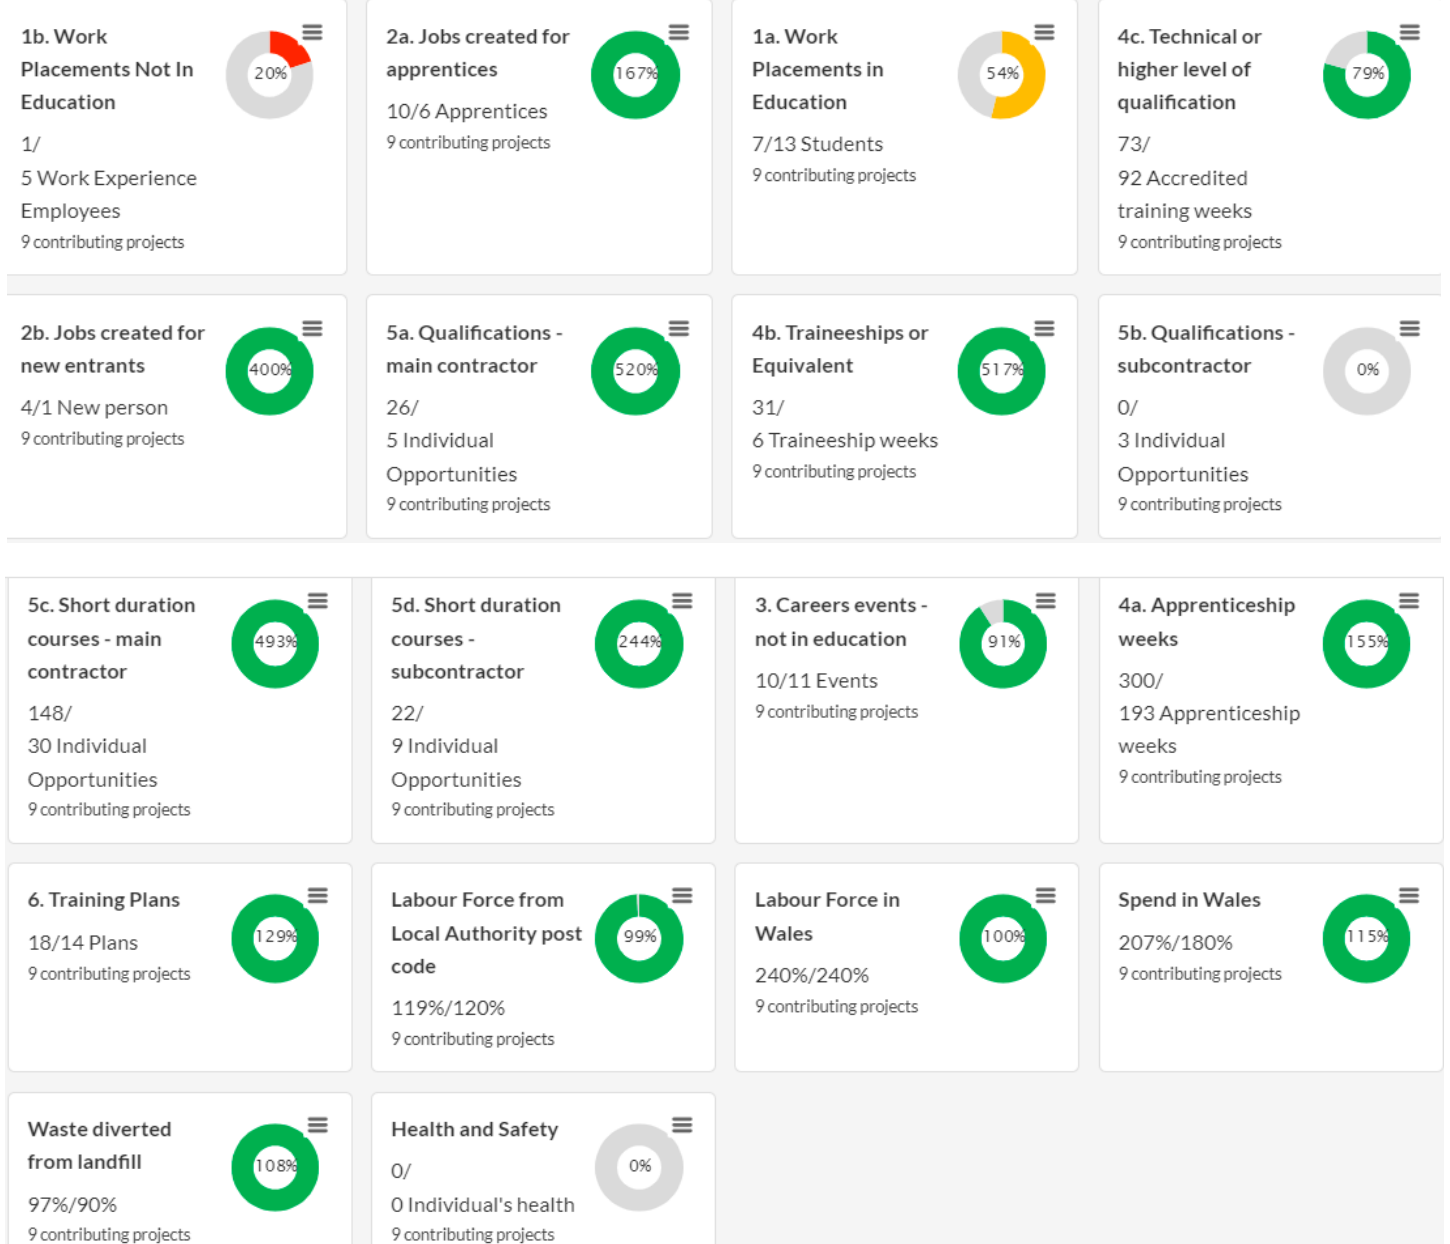 1b. Work
Placements Not In
Education
20%
1/
5 Work Experience
Employees
9 contributing projects
2a. Jobs created for
apprentices
167%
10/6 Apprentices
9 contributing projects
1a. Work
Placements in
Education
54%
7/13 Students
9 contributing projects
4c. Technical or
higher level of
qualification
79%
73/
92 Accredited
training weeks
9 contributing projects
2b. Jobs created for
new entrants
400%
4/1 New person
9 contributing projects
5a. Qualifications -
main contractor
520%
26/
5 Individual
Opportunities
9 contributing projects
4b. Traineeships or
Equivalent
517%
31/
6 Traineeship weeks
9 contributing projects
5b. Qualifications -
subcontractor
0%
0/
3 Individual
Opportunities
9 contributing projects
5c. Short duration
courses - main
contractor
493%
148/
30 Individual
Opportunities
9 contributing projects
5d. Short duration
courses -
subcontractor
244%
22/
9 Individual
Opportunities
9 contributing projects
3. Careers events -
not in education
91%
10/11 Events
9 contributing projects
4a. Apprenticeship
weeks
155%
300/
193 Apprenticeship
weeks
9 contributing projects
6. Training Plans
129%
18/14 Plans
9 contributing projects
Labour Force from
Local Authority post
code
99%
119%/120%
9 contributing projects
Labour Force in
Wales
100%
240%/240%
9 contributing projects
Spend in Wales
115%
207%/180%
9 contributing projects
Waste diverted
from landfill
108%
97%/90%
9 contributing projects
Health and Safety
0%
0/
0 Individual's health
9 contributing projects